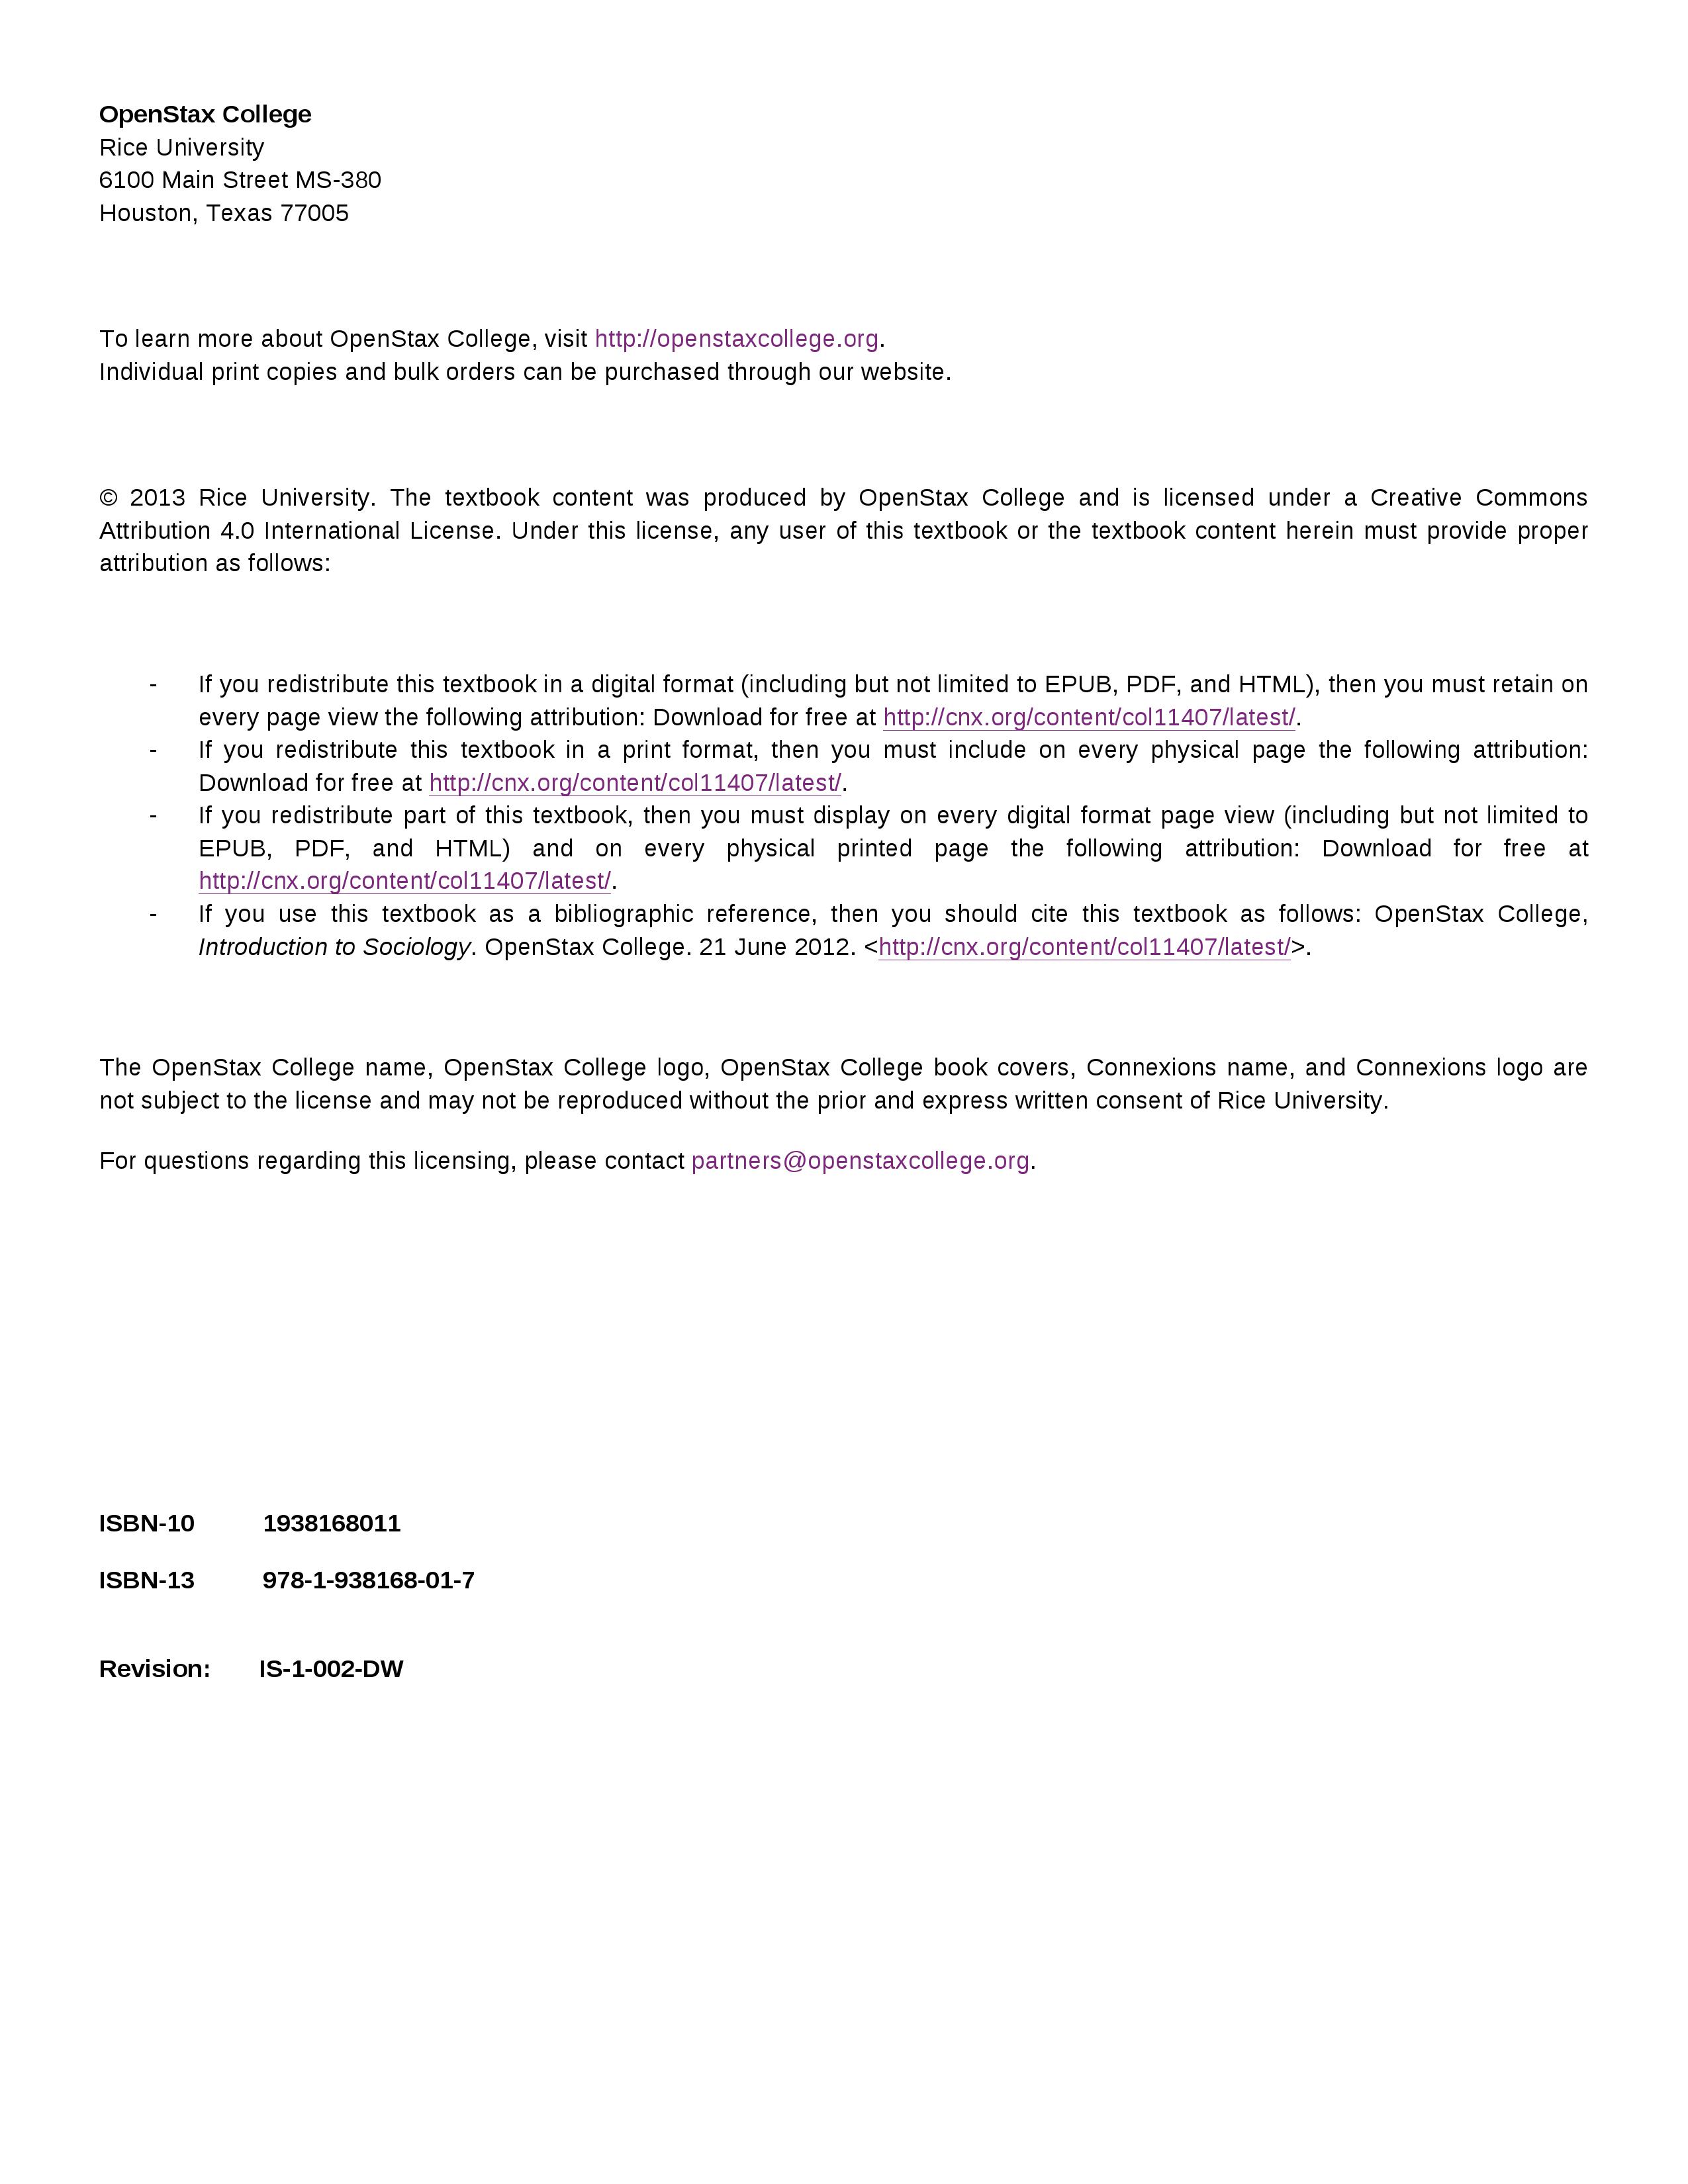 OpenStax College
Rice University
6100 Main Street MS-380
Houston, Texas 77005
To learn more about OpenStax College, visit http://openstaxcollege.org.
Individual print copies and bulk orders can be purchased through our website.
© 2013 Rice University. The textbook content was produced by OpenStax College and is licensed under a Creative Commons
Attribution 4.0 International License. Under this license, any user of this textbook or the textbook content herein must provide proper
attribution as follows:
- If you redistribute this textbook in a digital format (including but not limited to EPUB, PDF, and HTML), then you must retain on
every page view the following attribution: Download for free at http://cnx.org/content/col11407/latest/.
- If you redistribute this textbook in a print format, then you must include on every physical page the following attribution:
Download for free at http://cnx.org/content/col11407/latest/.
- If you redistribute part of this textbook, then you must display on every digital format page view (including but not limited to
EPUB, PDF, and HTML) and on every physical printed page the following attribution: Download for free at
http://cnx.org/content/col11407/latest/.
- If you use this textbook as a bibliographic reference, then you should cite this textbook as follows: OpenStax College,
Introduction to Sociology. OpenStax College. 21 June 2012. <http://cnx.org/content/col11407/latest/>.
The OpenStax College name, OpenStax College logo, OpenStax College book covers, Connexions name, and Connexions logo are
not subject to the license and may not be reproduced without the prior and express written consent of Rice University.
For questions regarding this licensing, please contact partners@openstaxcollege.org.
ISBN-10 1938168011
ISBN-13 978-1-938168-01-7
Revision: IS-1-002-DW